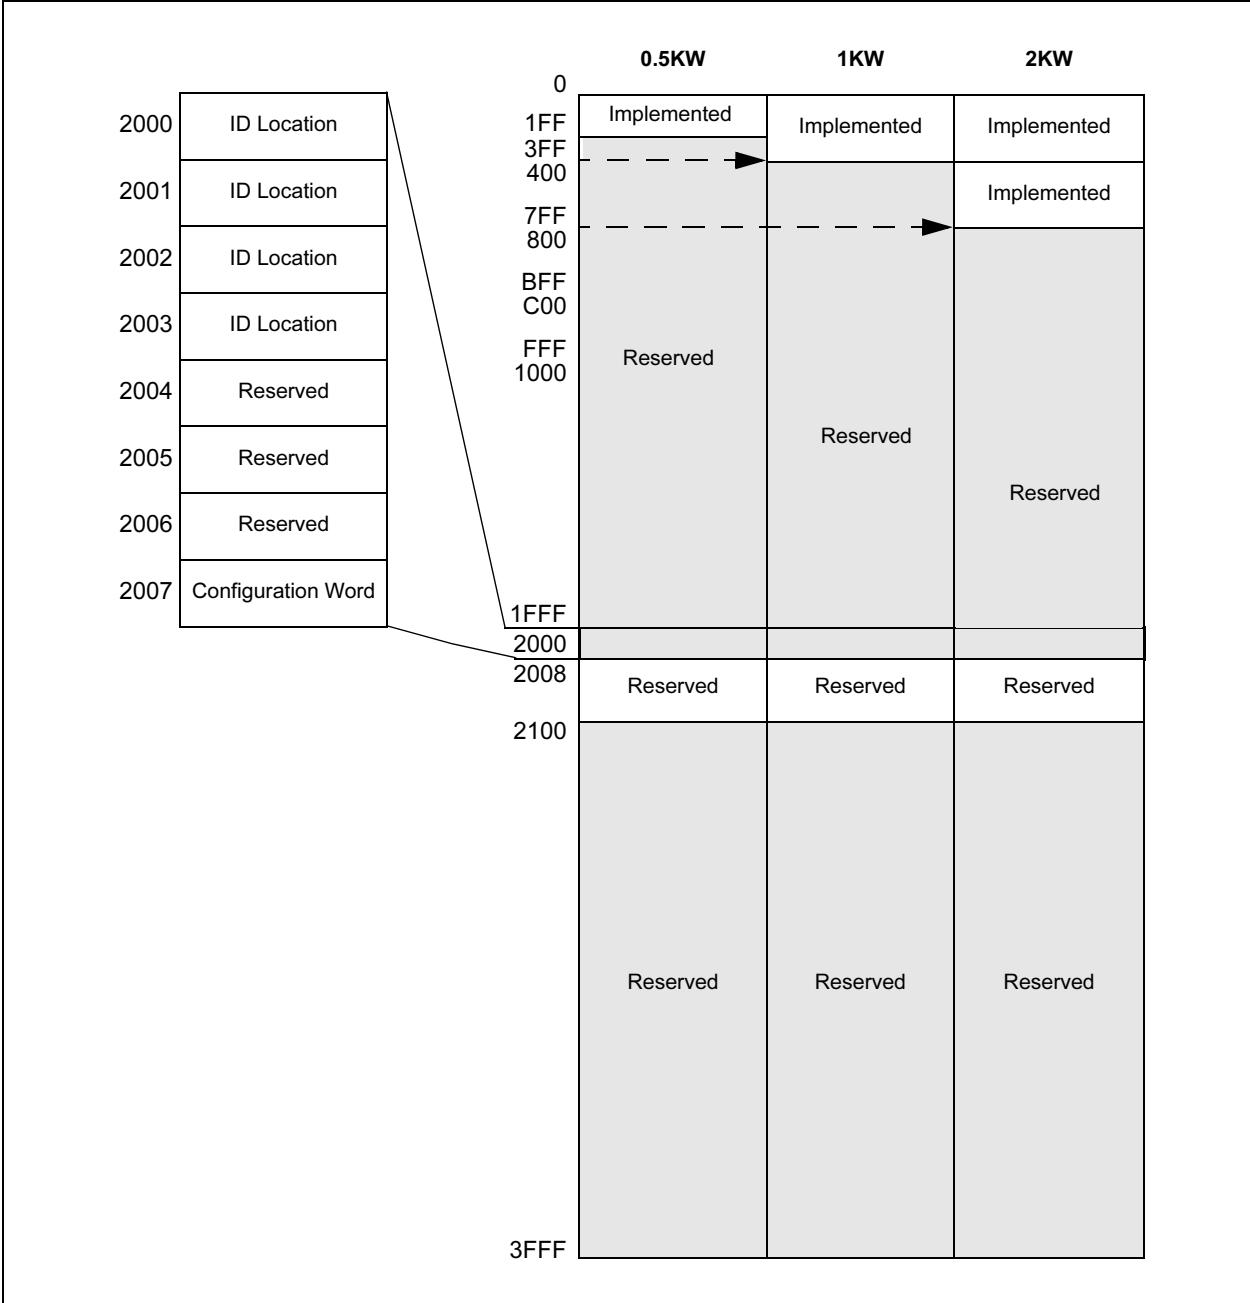 0.5KW 1KW 2KW
0
2000 ID Location
1FF Implemented Implemented Implemented
3FF
400
2001 ID Location
Implemented
7FF
800
2002 ID Location
BFF
C00
2003 ID Location
FFF
1000
Reserved
2004 Reserved
Reserved
2005 Reserved
Reserved
2006 Reserved
2007 Configuration Word
1FFF
2000
2008 Reserved Reserved Reserved
2100
Reserved Reserved Reserved
3FFF